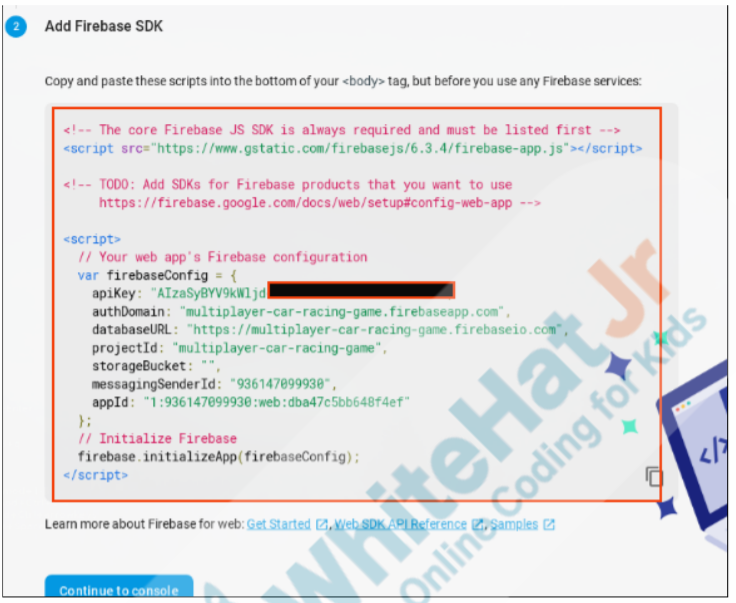 2 Add Firebase SDK
Copy and paste these scripts into the bottom of your <body> tag, but before you use any Firebase services:
<!-- The core Firebase JS SDK is always required and must be listed first -->
<script src="https://www.gstatic.com/firebasejs/6.3.4/firebase-app.js"></script>
<!-- TODO: Add SDKs for Firebase products that you want to use
https://firebase.google.com/docs/web/setup#config-web-app -->
<script>
// Your web app's Firebase configuration
var firebaseConfig = {
apiKey: "AIzaSyBYV9kWljd
authDomain: "multiplayer-car-racing-game.firebaseapp.com",
databaseURL: "https://multiplayer-car-racing-game.firebaseio.com",
projectId: "multiplayer-car-racing-game",
storageBucket: "",
messagingSenderId: "936147099930",
appId: "1:936147099930:web:dba47c5bb648f4ef"
};
// Initialize Firebase
firebase.initializeApp(firebaseConfig);
</script>
Learn more about Firebase for web: Get Started, Web SDK API Reference, Samples
Continue to console
WhiteHat Jr
Online Coding for Kids
</>